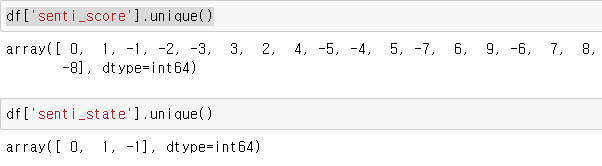 df['senti_score'].unique()
array([ 0,  1, -1, -2, -3,  3,  2,  4, -5, -4,  5, -7,  6,  9, -6,  7,  8,
       -8], dtype=int64)
df['senti_state'].unique()
array([ 0,  1, -1], dtype=int64)